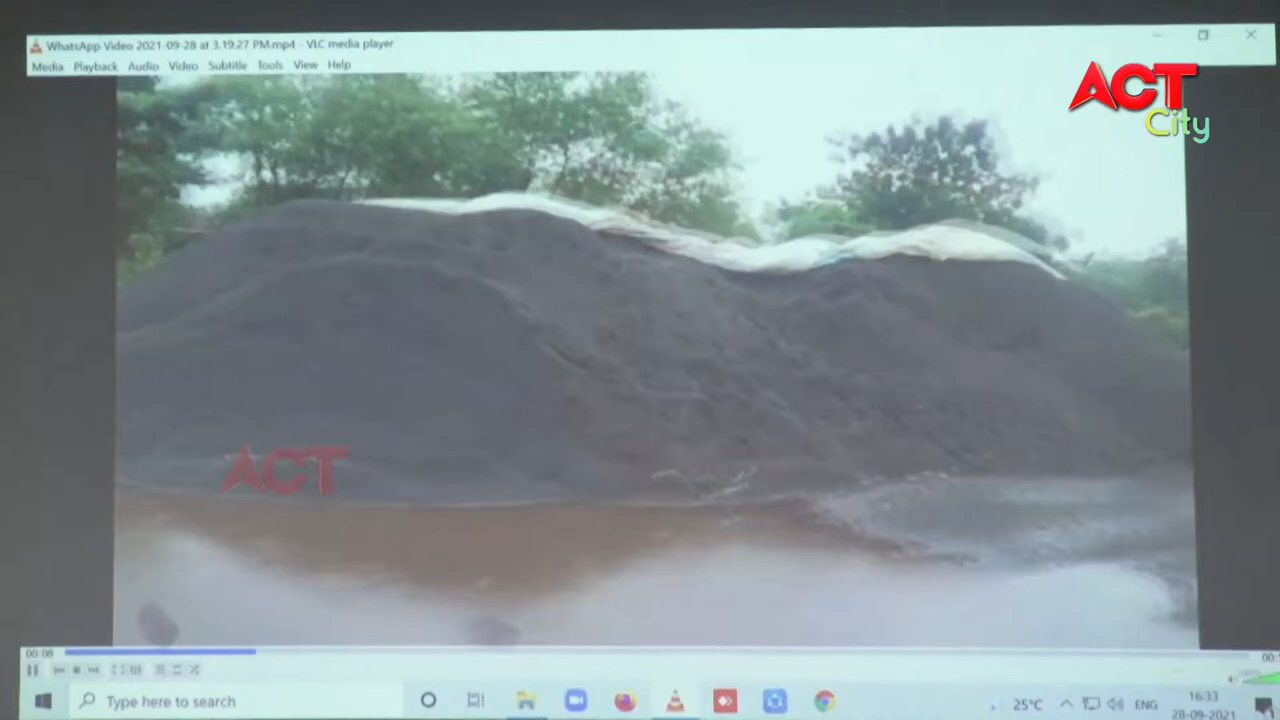 WhatsApp Video 2021-09-28 at 3.19.27 PM.mp4 - VLC media player
Media Playback Audio Video Subtitle Tools View Help
ACT
City
ACT
00:08
Type here to search
25°C
ENG
16:33
28-09-2021